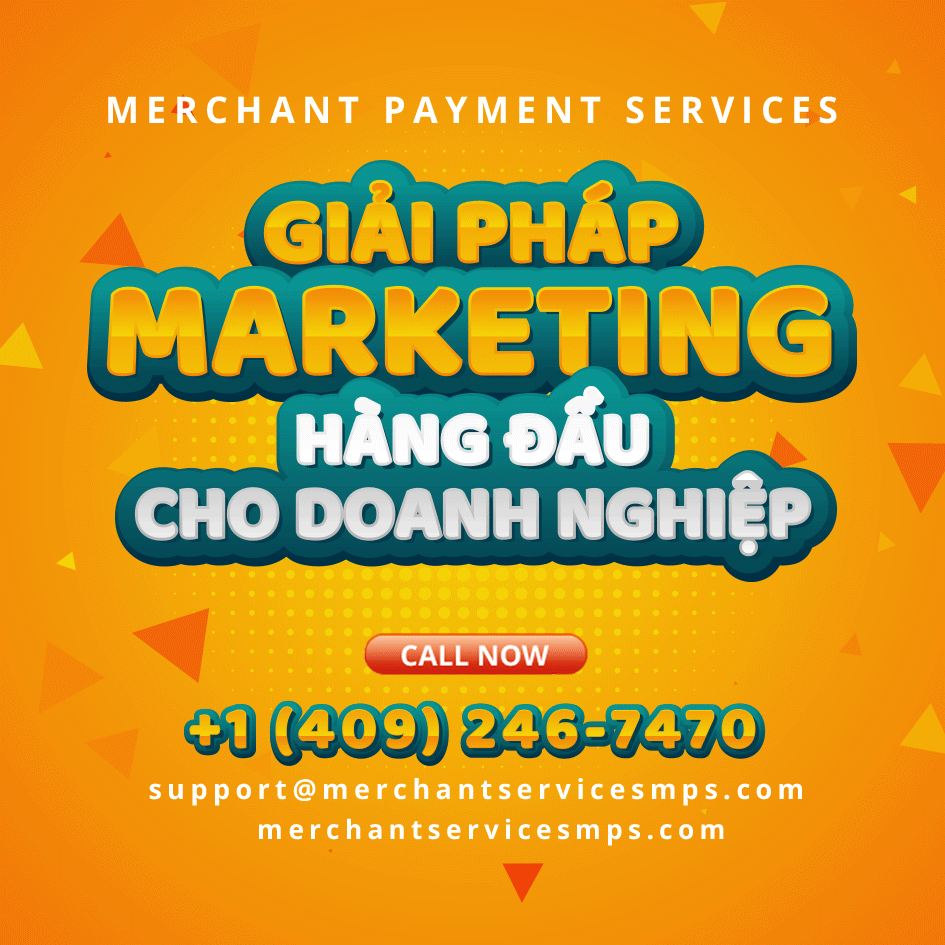 MERCHANT PAYMENT SERVICES
GIẢI PHÁP
MARKETING
HÀNG ĐẦU
CHO DOANH NGHIỆP
CALL NOW
+1 (409) 246-7470
support@merchantservicesmps.com
merchantservicesmps.com